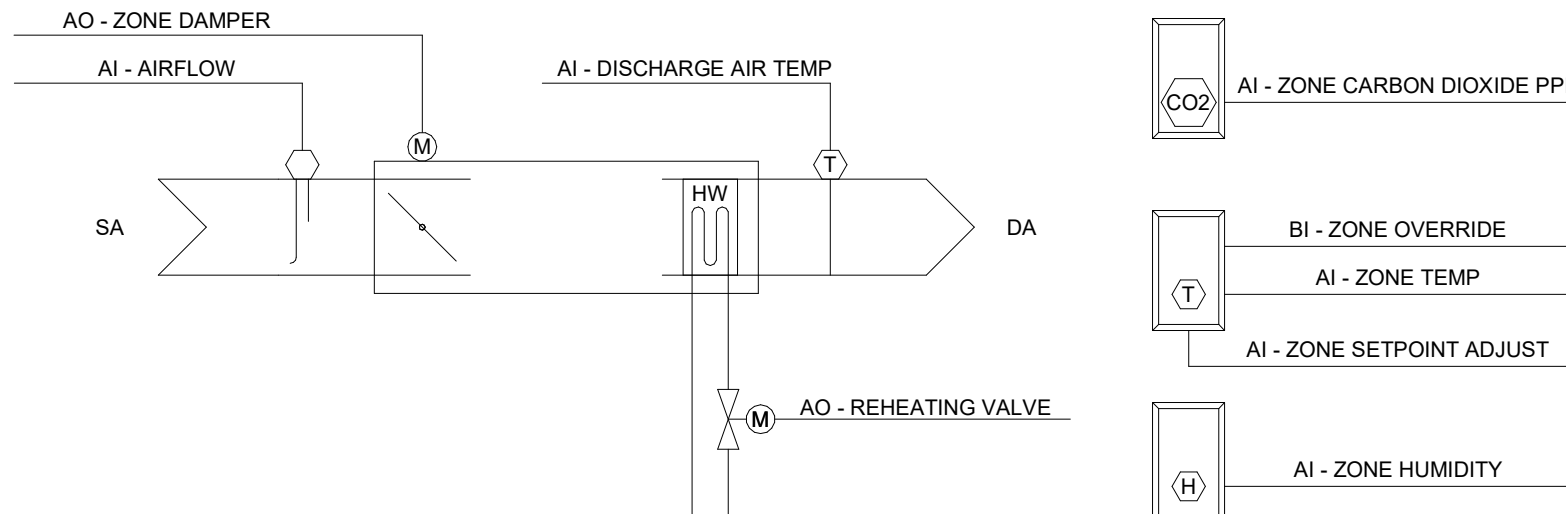 AO - ZONE DAMPER
AI - AIRFLOW
AI - DISCHARGE AIR TEMP
AI - ZONE CARBON DIOXIDE PP
CO2
M
T
HW
SA
DA
BI - ZONE OVERRIDE
AI - ZONE TEMP
T
AI - ZONE SETPOINT ADJUST
AO - REHEATING VALVE
M
AI - ZONE HUMIDITY
H